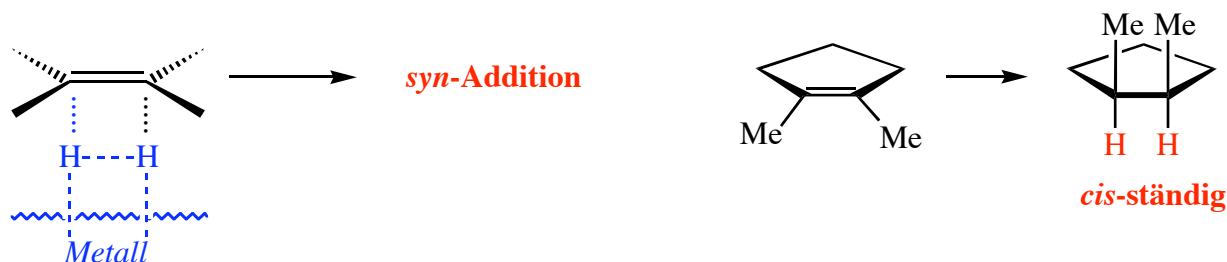 Me Me
syn-Addition
Me Me
H H
H H
cis-ständig
Metall